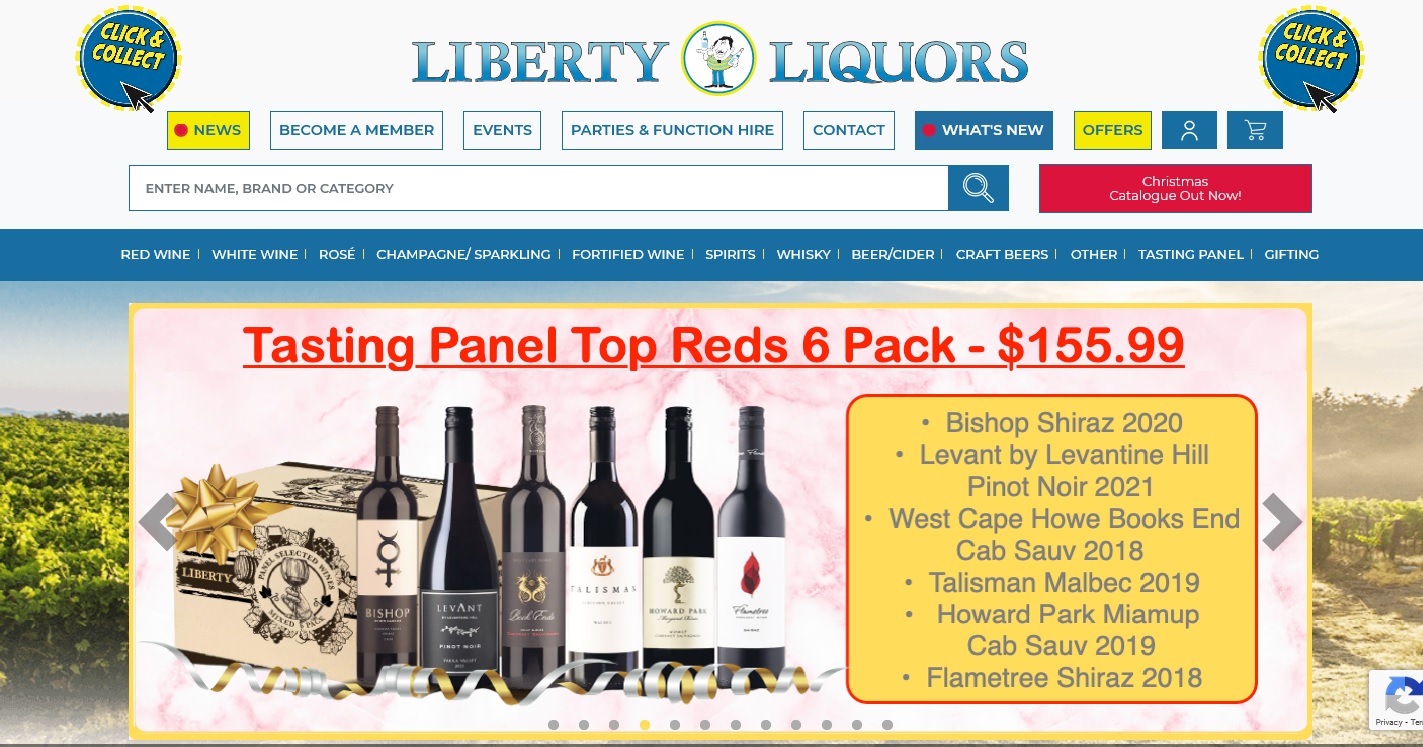 CLICK &
COLLECT
LIBERTY LIQUORS
CLICK &
COLLECT
NEWS
BECOME A MEMBER
EVENTS
PARTIES & FUNCTION HIRE
CONTACT
WHAT'S NEW
OFFERS
ENTER NAME, BRAND OR CATEGORY
Christmas
Catalogue Out Now!
RED WINE
WHITE WINE
ROSÉ
CHAMPAGNE/ SPARKLING
FORTIFIED WINE
SPIRITS
WHISKY
BEER/CIDER
CRAFT BEERS
OTHER
TASTING PANEL
GIFTING
Tasting Panel Top Reds 6 Pack - $155.99
• Bishop Shiraz 2020
• Levant by Levantine Hill
Pinot Noir 2021
• West Cape Howe Books End
Cab Sauv 2018
• Talisman Malbec 2019
• Howard Park Miamup
Cab Sauv 2019
• Flametree Shiraz 2018
LIBERTY
PANEL SELECTED WINES
MIXED 6 PACK
BISHOP
LEVANT
PINOT NOIR
Book Ends
TALISMAN
HOWARD PARK
Flametree
SHIRAZ
Privacy - Ter